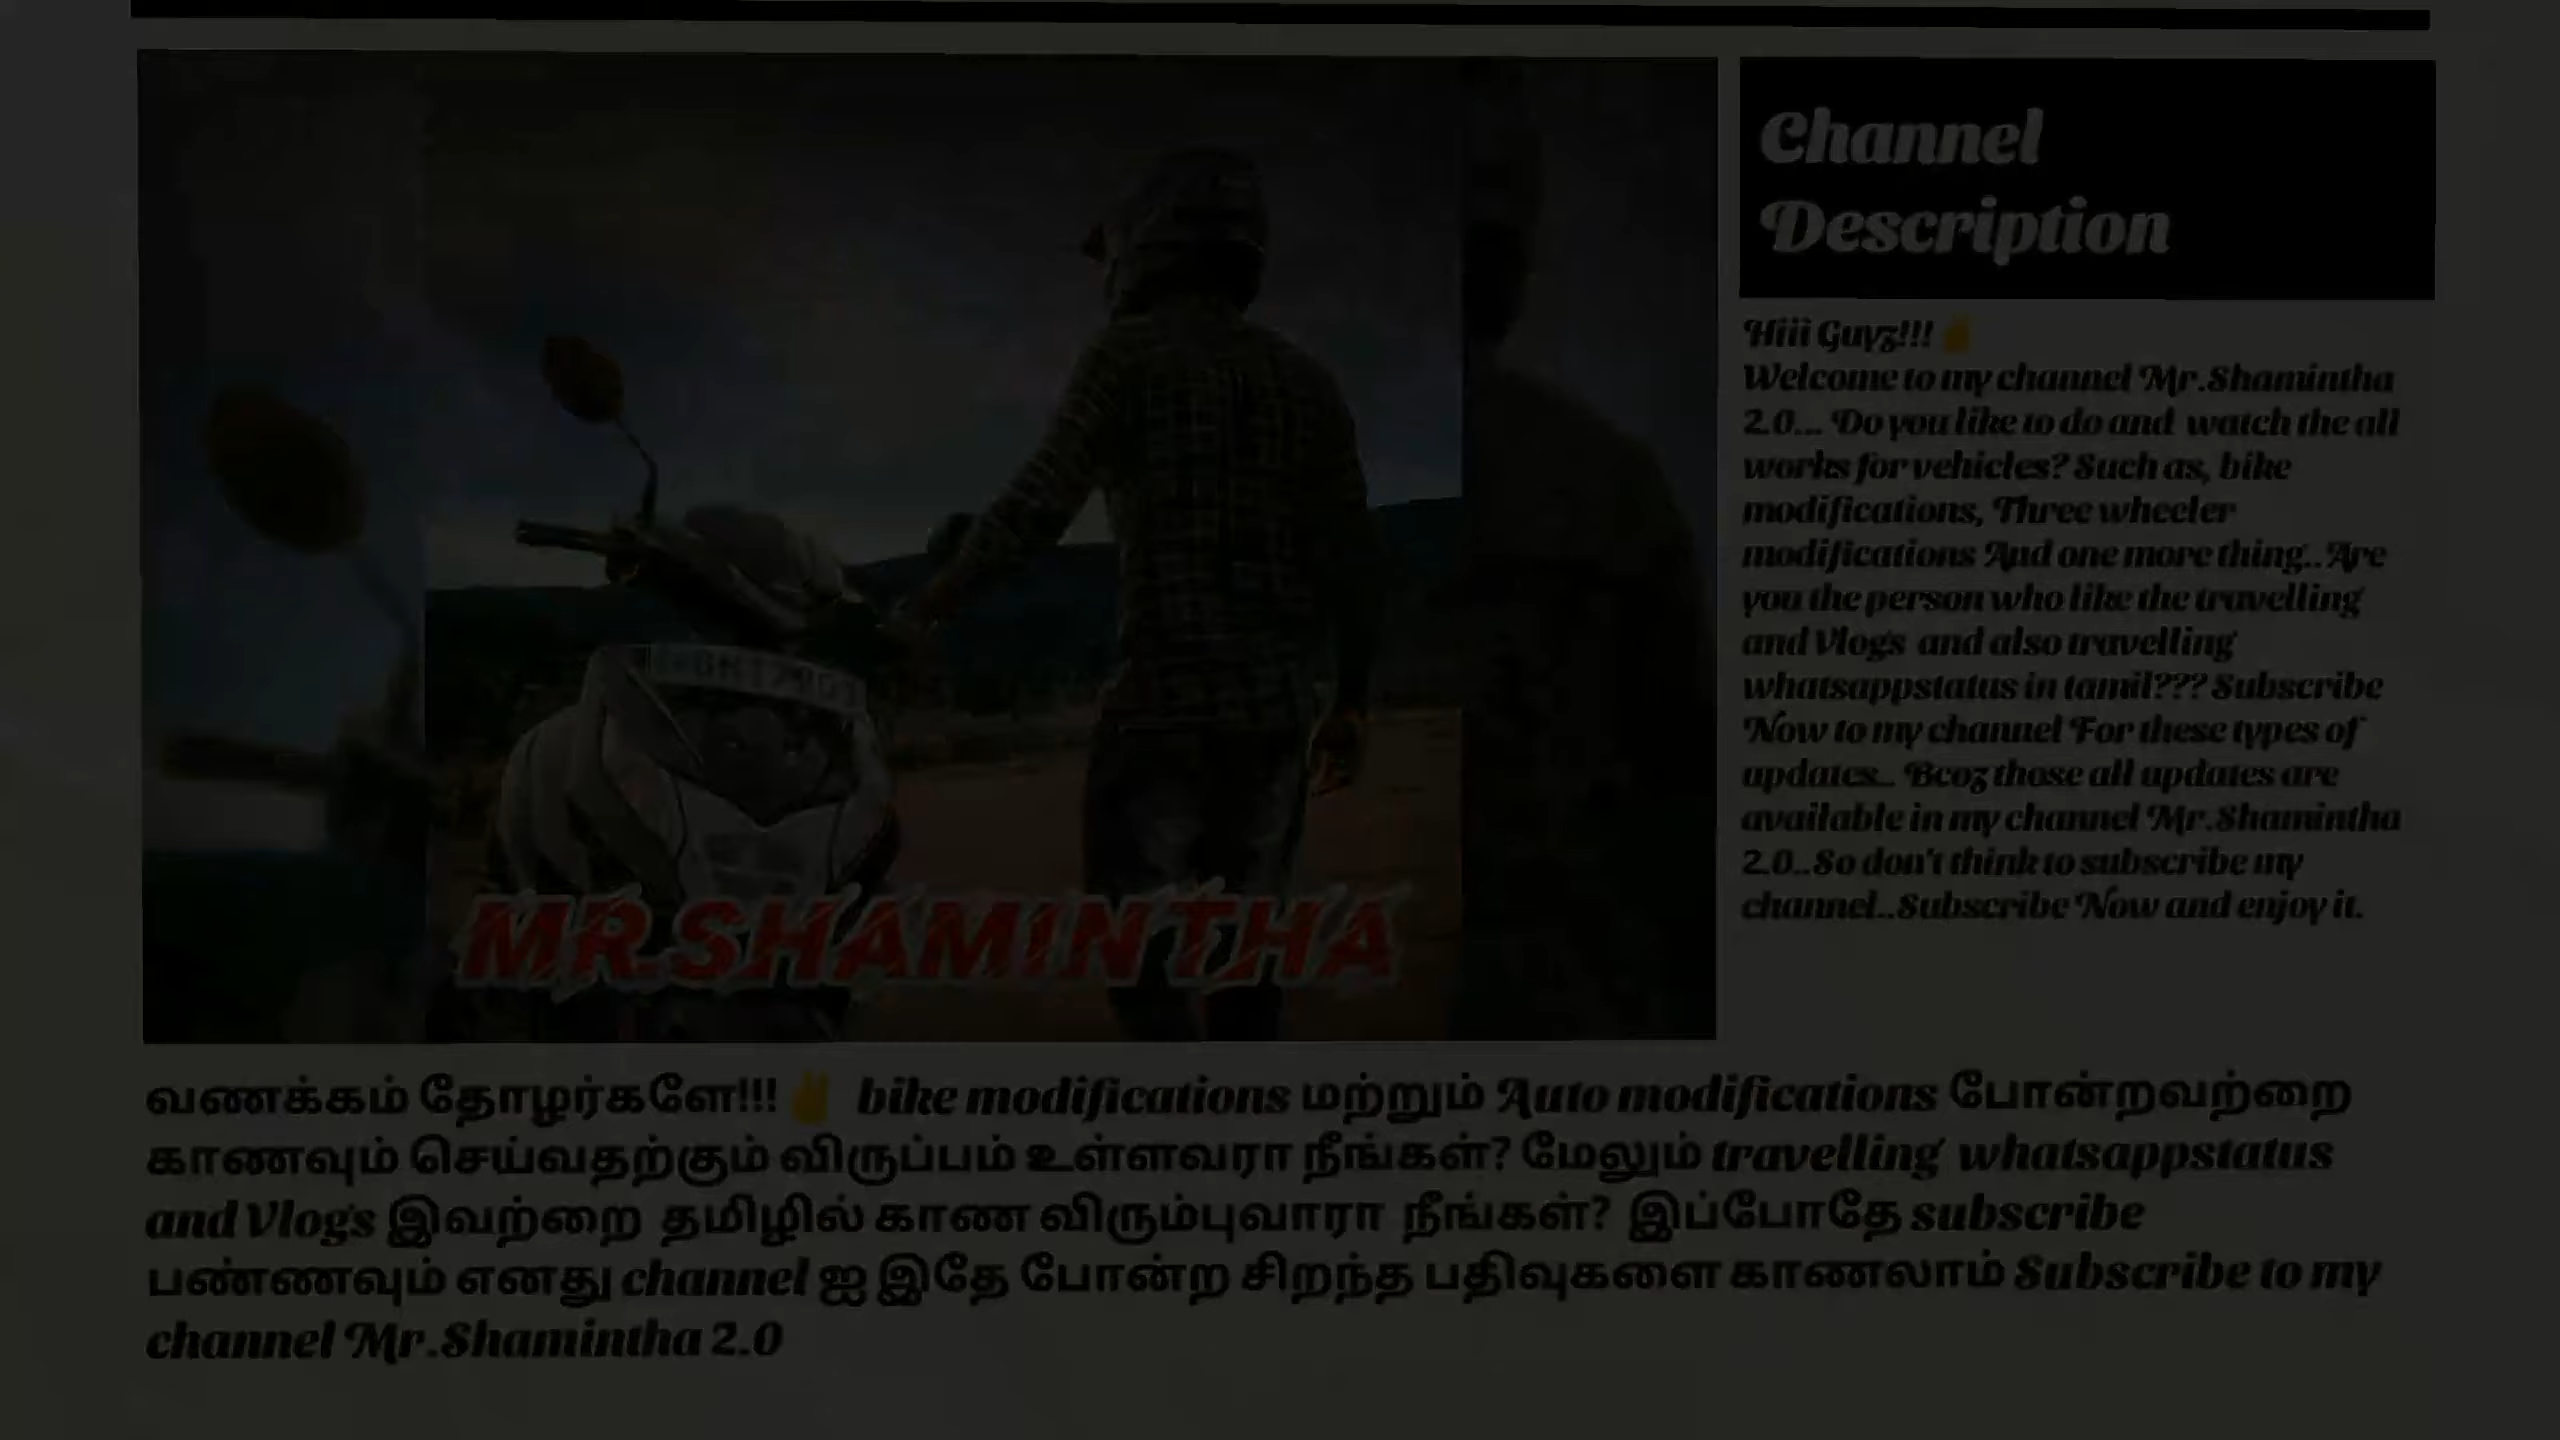 Channel
Description
Hiii Guyz!!! ✌
Welcome to my channel Mr.Shamintha
2.0... Do you like to do and watch the all
works for vehicles? Such as, bike
modifications, Three wheeler
modifications And one more thing.. Are
you the person who like the travelling
and Vlogs and also travelling
whatsappstatus in tamil??? Subscribe
Now to my channel For these types of
updates.. Bcoz those all updates are
available in my channel Mr.Shamintha
2.0..So don't think to subscribe my
channel..Subscribe Now and enjoy it.
MR.SHAMINTHA
வணக்கம் தோழர்களே!!! ✌ bike modifications மற்றும் Auto modifications போன்றவற்றை
காணவும் செய்வதற்கும் விருப்பம் உள்ளவரா நீங்கள்? மேலும் travelling whatsappstatus
and Vlogs இவற்றை தமிழில் காண விரும்புவாரா நீங்கள்? இப்போதே subscribe
பண்ணவும் எனது channel ஐ இதே போன்ற சிறந்த பதிவுகளை காணலாம் Subscribe to my
channel Mr.Shamintha 2.0